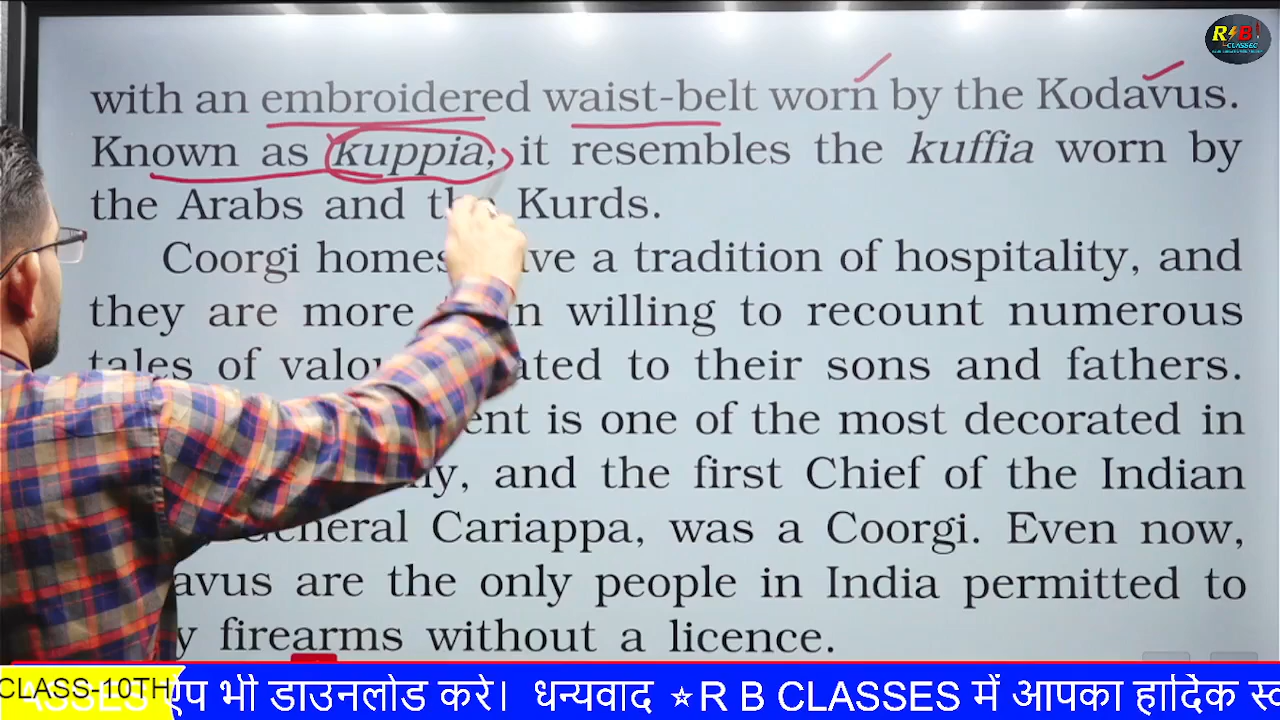 R B
CLASSES
with an embroidered waist-belt worn by the Kodavus.
Known as kuppia, it resembles the kuffia worn by
the Arabs and the Kurds.
Coorgi homes have a tradition of hospitality, and
they are more than willing to recount numerous
tales of valour related to their sons and fathers.
is one of the most decorated in
and the first Chief of the Indian
General Cariappa, was a Coorgi. Even now,
are the only people in India permitted to
firearms without a licence.
CLASS-10TH
ऐप भी डाउनलोड करे। धन्यवाद ☆R B CLASSES में आपका हार्दिक